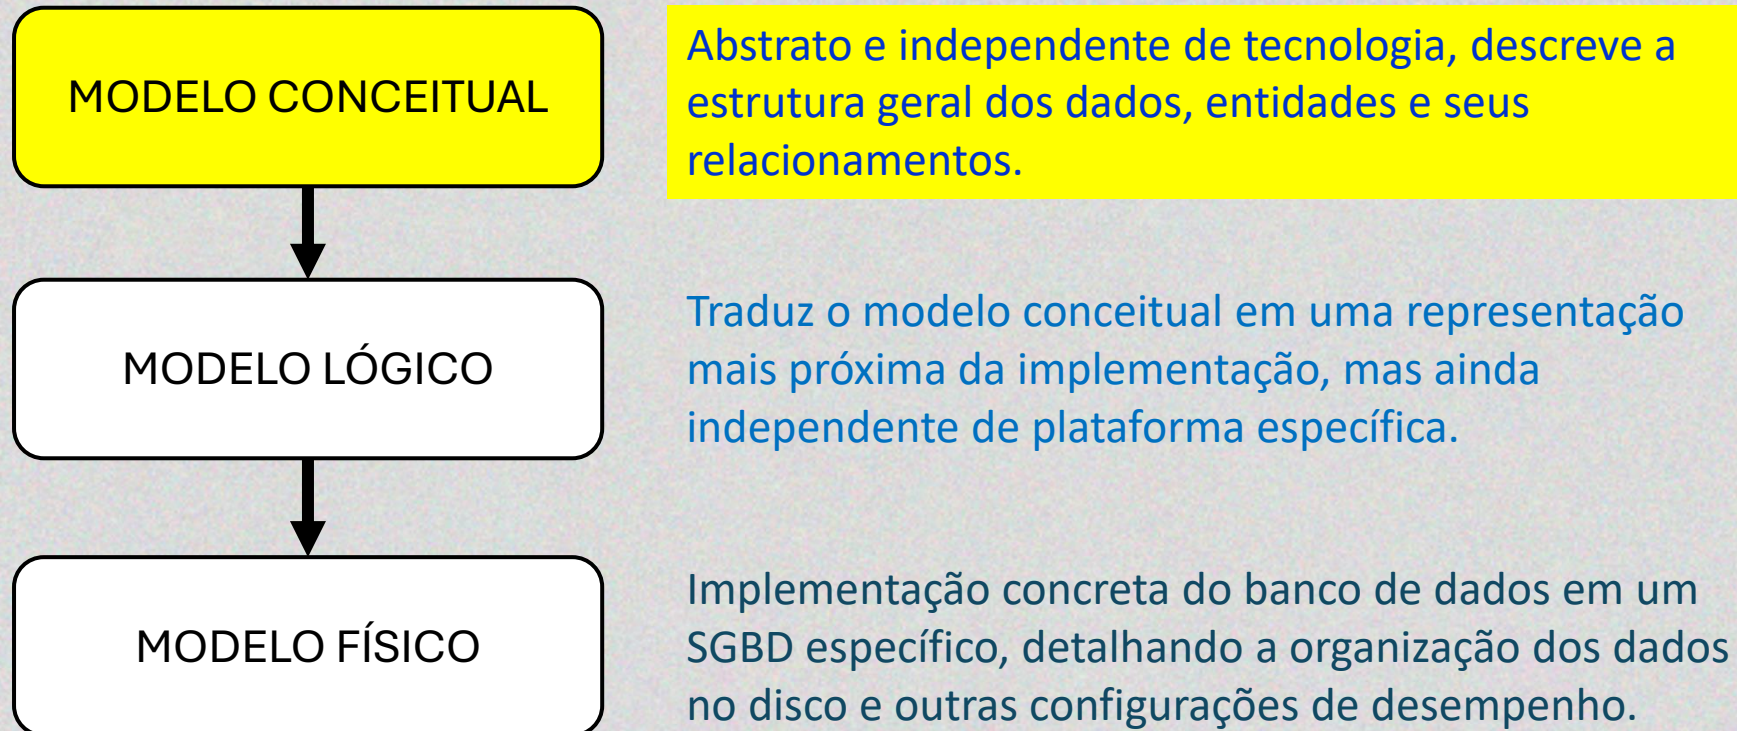 MODELO CONCEITUAL
Abstrato e independente de tecnologia, descreve a
estrutura geral dos dados, entidades e seus
relacionamentos.
MODELO LÓGICO
Traduz o modelo conceitual em uma representação
mais próxima da implementação, mas ainda
independente de plataforma específica.
MODELO FÍSICO
Implementação concreta do banco de dados em um
SGBD específico, detalhando a organização dos dados
no disco e outras configurações de desempenho.